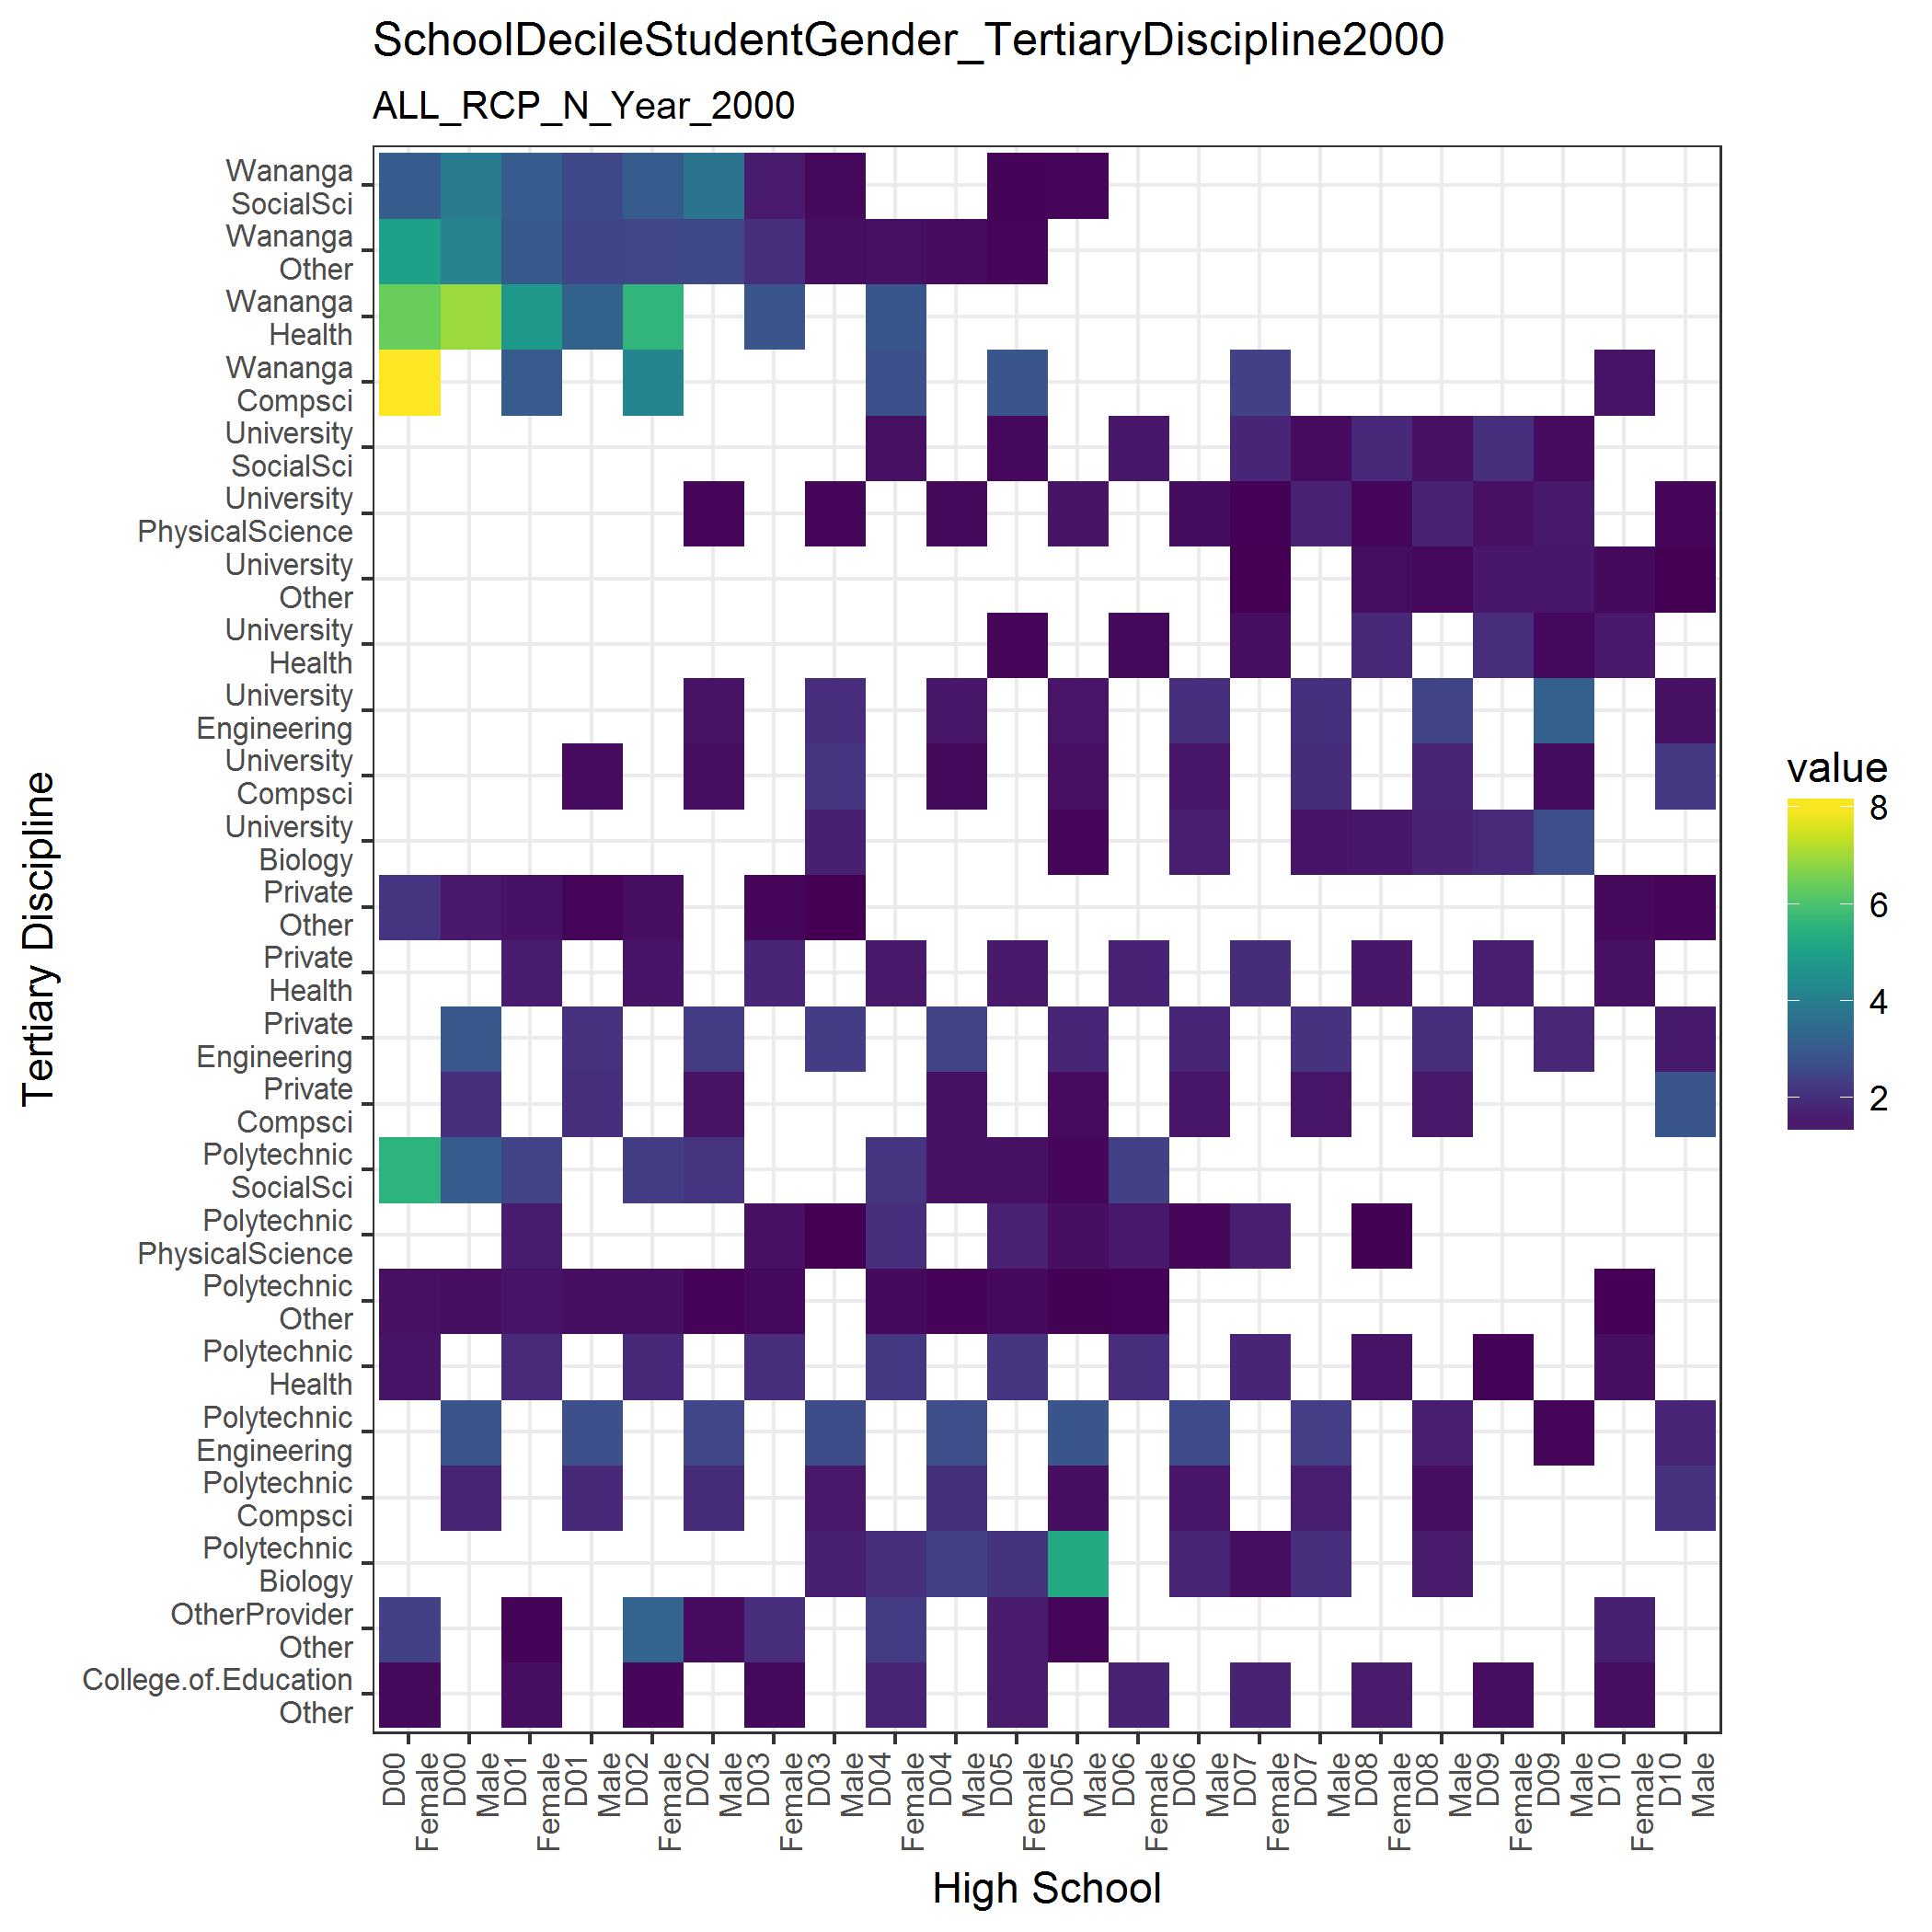 SchoolDecileStudentGender_TertiaryDiscipline2000
ALL_RCP_N_Year_2000
Tertiary Discipline
Wananga
SocialSci
Wananga
Other
Wananga
Health
Wananga
Compsci
University
SocialSci
University
PhysicalScience
University
Other
University
Health
University
Engineering
University
Compsci
University
Biology
Private
Other
Private
Health
Private
Engineering
Private
Compsci
Polytechnic
SocialSci
Polytechnic
PhysicalScience
Polytechnic
Other
Polytechnic
Health
Polytechnic
Engineering
Polytechnic
Compsci
Polytechnic
Biology
OtherProvider
Other
College.of.Education
Other
value
8
6
4
2
D00
Female
D00
Male
D01
Female
D01
Male
D02
Female
D02
Male
D03
Female
D03
Male
D04
Female
D04
Male
D05
Female
D05
Male
D06
Female
D06
Male
D07
Female
D07
Male
D08
Female
D08
Male
D09
Female
D09
Male
D10
Female
D10
Male
High School